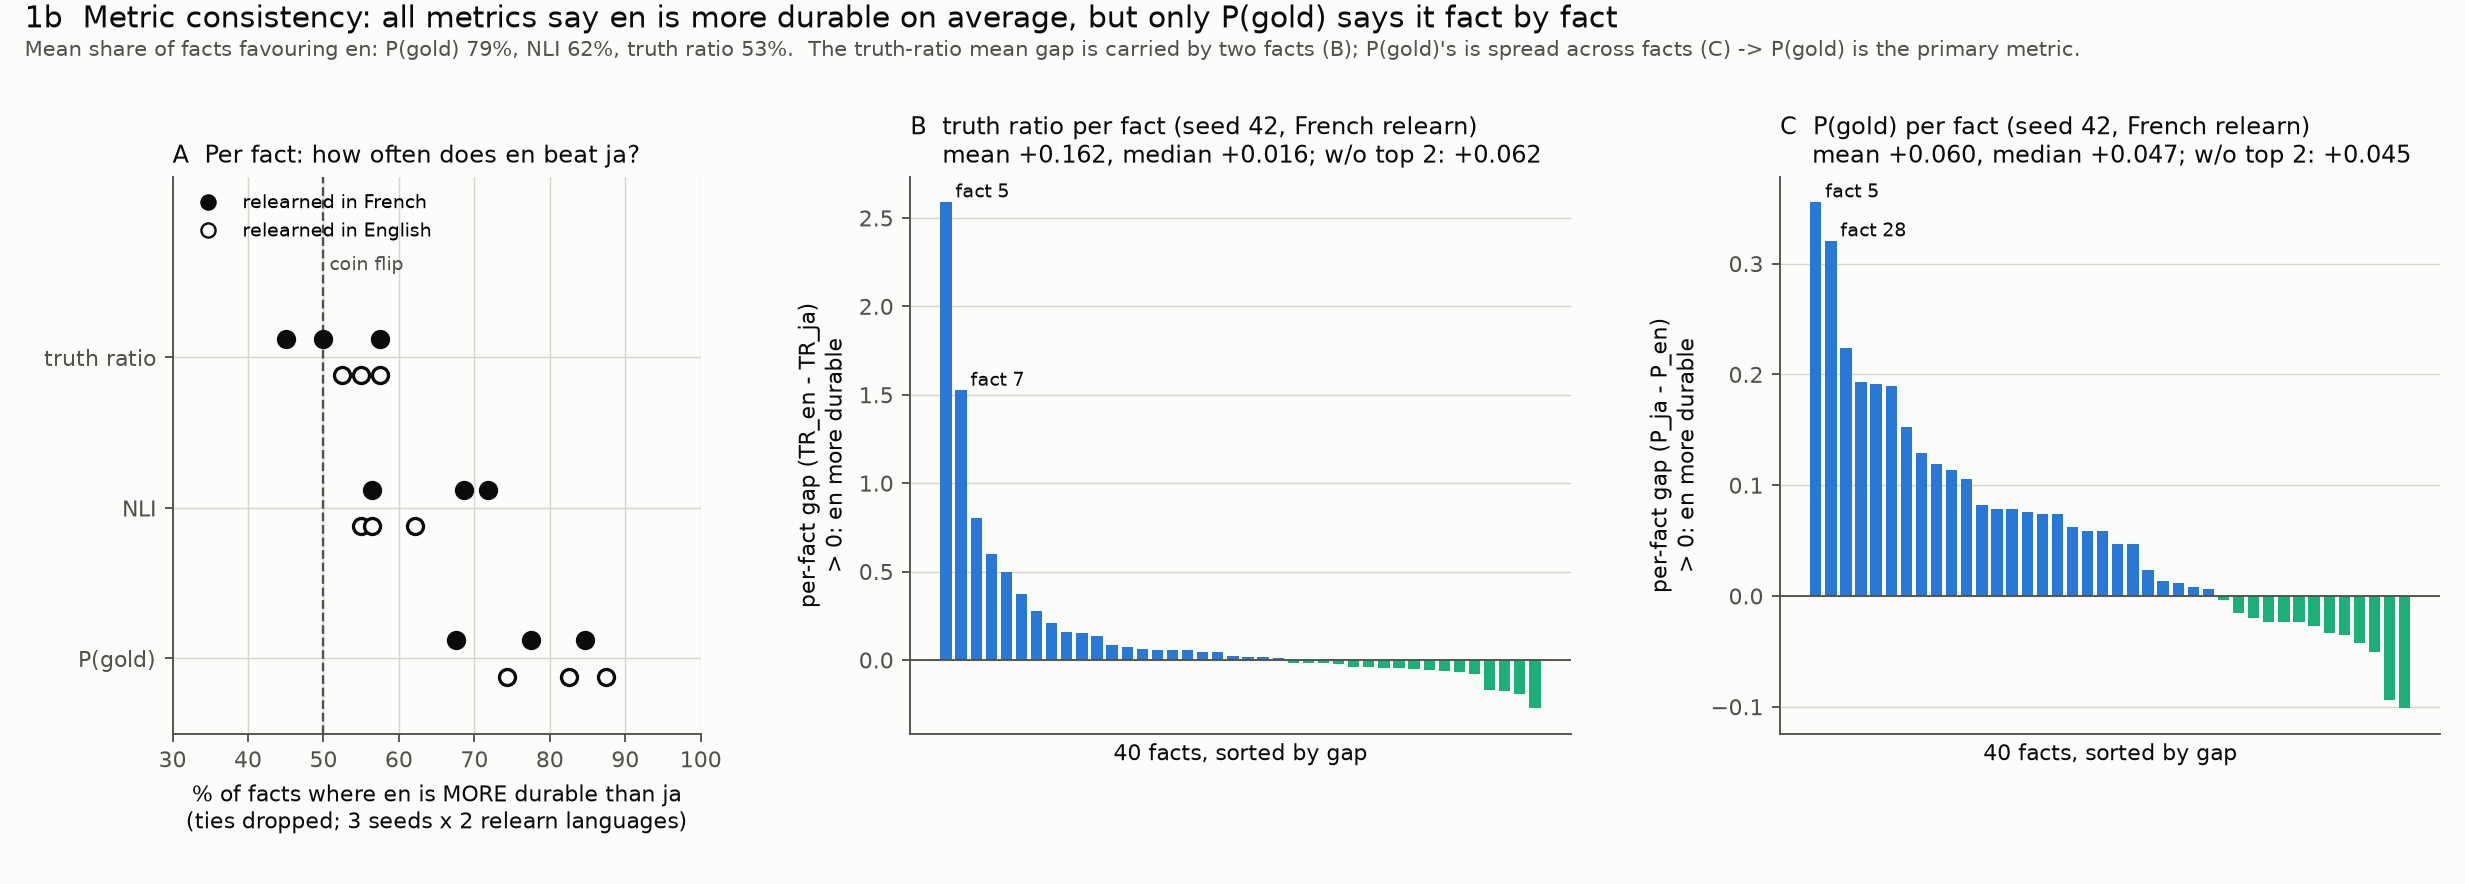 1b  Metric consistency: all metrics say en is more durable on average, but only P(gold) says it fact by fact
Mean share of facts favouring en: P(gold) 79%, NLI 62%, truth ratio 53%.  The truth-ratio mean gap is carried by two facts (B); P(gold)'s is spread across facts (C) -> P(gold) is the primary metric.
A  Per fact: how often does en beat ja?
relearned in French
relearned in English
coin flip
truth ratio
NLI
P(gold)
30 40 50 60 70 80 90 100
% of facts where en is MORE durable than ja
(ties dropped; 3 seeds x 2 relearn languages)
B  truth ratio per fact (seed 42, French relearn)
mean +0.162, median +0.016; w/o top 2: +0.062
per-fact gap (TR_en - TR_ja)
> 0: en more durable
2.5
2.0
1.5
1.0
0.5
0.0
fact 5
fact 7
40 facts, sorted by gap
C  P(gold) per fact (seed 42, French relearn)
mean +0.060, median +0.047; w/o top 2: +0.045
per-fact gap (P_ja - P_en)
> 0: en more durable
0.3
0.2
0.1
0.0
−0.1
fact 5
fact 28
40 facts, sorted by gap